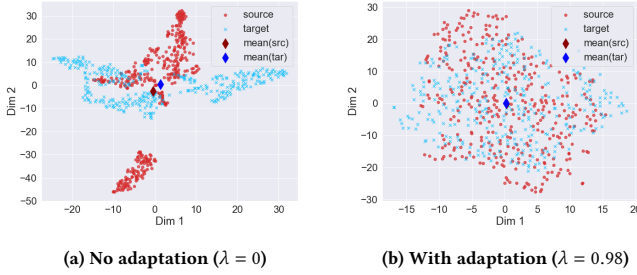 source
target
mean(src)
mean(tar)
30
20
10
0
−10
−20
−30
−40
−50
Dim 2
−20
−10
0
10
20
30
Dim 1
(a) No adaptation (λ = 0)
source
target
mean(src)
mean(tar)
30
20
10
0
−10
−20
−30
Dim 2
−15
−10
−5
0
5
10
15
Dim 1
(b) With adaptation (λ = 0.98)